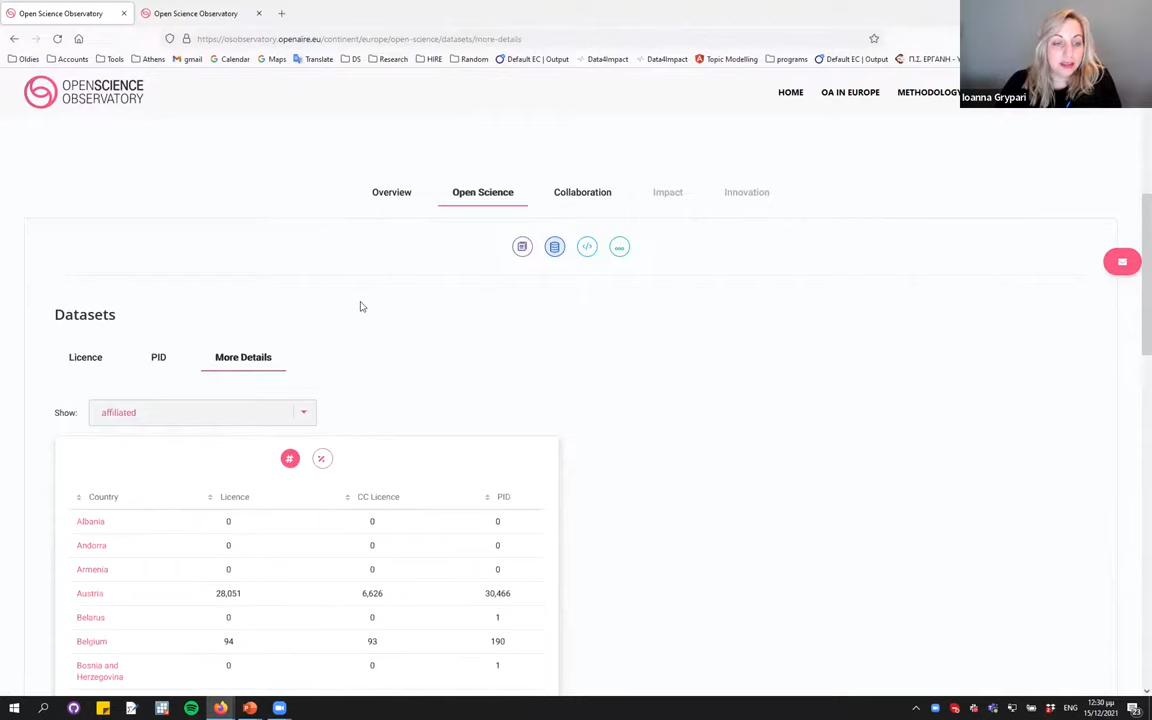 Open Science Observatory
Open Science Observatory
https://osobservatory.openaire.eu/continent/europe/open-science/datasets/more-details
Oldies Accounts Tools Athens gmail Calendar Maps Translate DS Research HIRE Random Default EC | Output Data4Impact Data4Impact Topic Modelling programs Default EC | Output Π.Σ. ΕΡΓΑΝΗ -
OPENSCIENCE
OBSERVATORY
HOME OA IN EUROPE METHODOLOGY
Ioanna Grypari
Overview Open Science Collaboration Impact Innovation
Datasets
Licence PID More Details
Show: affiliated
# %
Country Licence CC Licence PID
Albania 0 0 0
Andorra 0 0 0
Armenia 0 0 0
Austria 28,051 6,626 30,466
Belarus 0 0 1
Belgium 94 93 190
Bosnia and 0 0 1
Herzegovina
ENG
12:30 μμ
15/12/2021
23